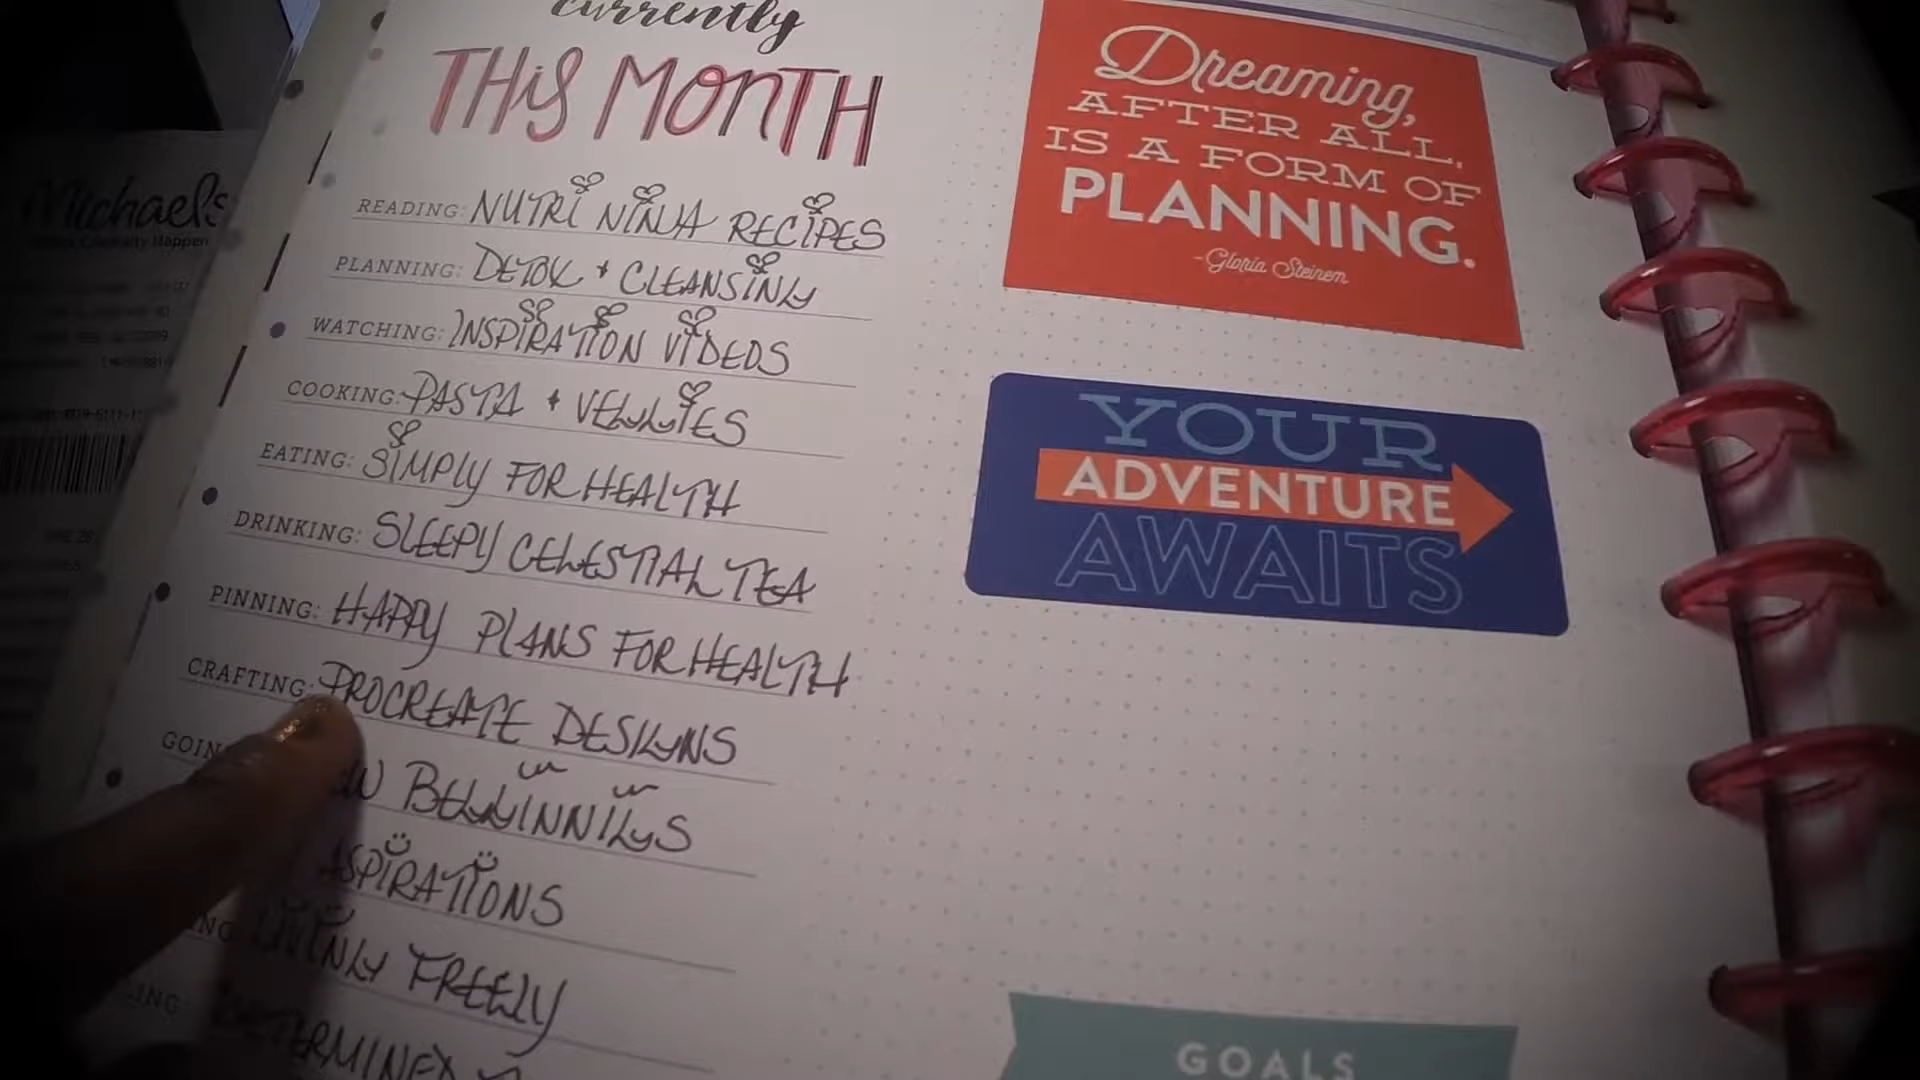 currently
THIS MONTH
READING: NUTRI NINJA RECIPES
PLANNING: DETOX + CLEANSING
WATCHING: INSPIRATION VIDEOS
COOKING: PASTA + VEGGIES
EATING: SIMPLY FOR HEALTH
DRINKING: SLEEPY CELESTIAL TEA
PINNING: HAPPY PLANS FOR HEALTH
CRAFTING: PROCREATE DESIGNS
BEGINNINGS
ASPIRATIONS
FREELY
Dreaming,
AFTER ALL,
IS A FORM OF
PLANNING.
-Gloria Steinem
YOUR
ADVENTURE
AWAITS
GOALS
Michaels